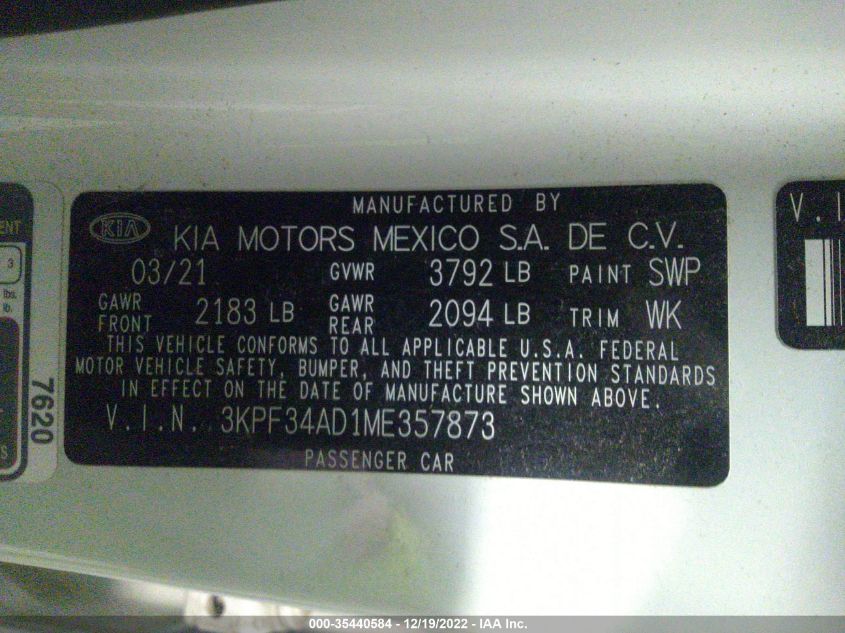 MANUFACTURED BY
KIA KIA MOTORS MEXICO S.A. DE C.V.
03/21 GVWR 3792 LB PAINT SWP
GAWR FRONT 2183 LB GAWR REAR 2094 LB TRIM WK
THIS VEHICLE CONFORMS TO ALL APPLICABLE U.S.A. FEDERAL
MOTOR VEHICLE SAFETY, BUMPER, AND THEFT PREVENTION STANDARDS
IN EFFECT ON THE DATE OF MANUFACTURE SHOWN ABOVE.
V.I.N. 3KPF34AD1ME357873
PASSENGER CAR
3
lbs.
lb.
7620
V.I
000-35440584 - 12/19/2022 - IAA Inc.